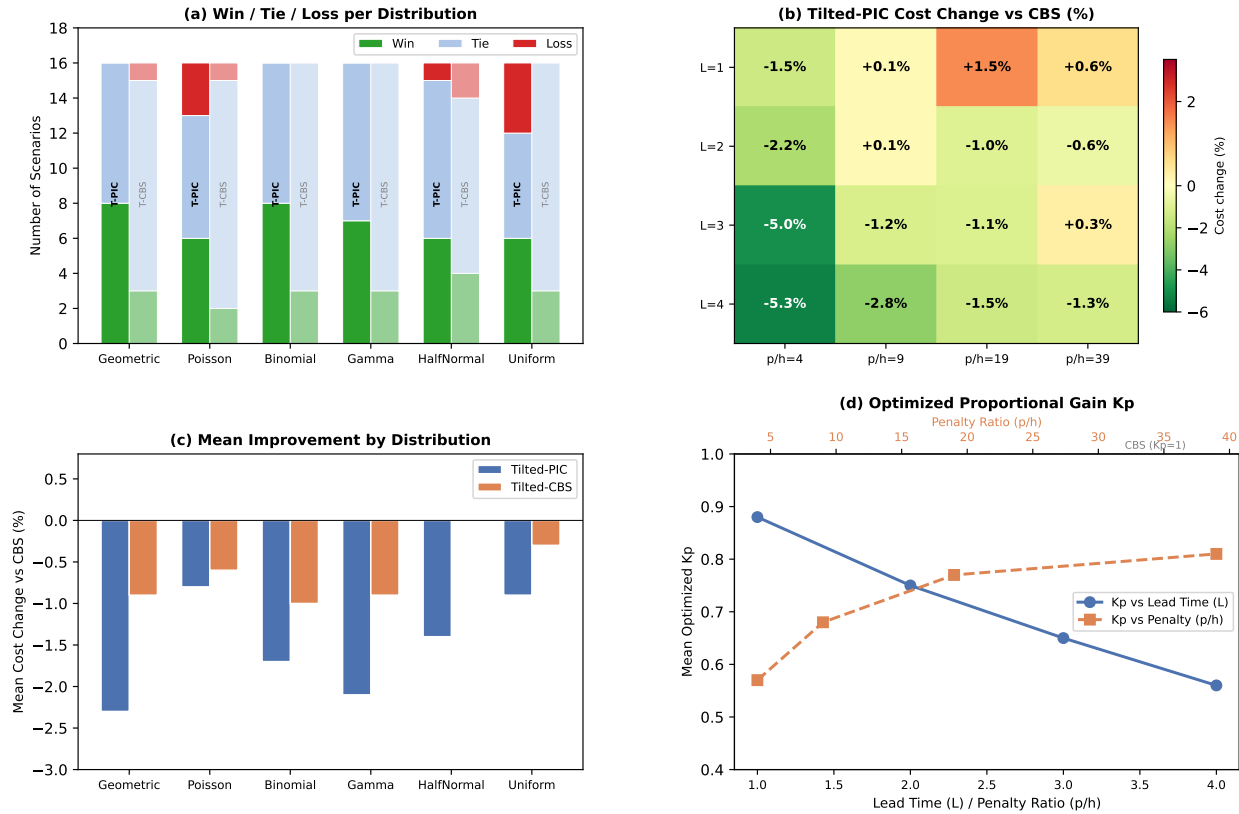 (a) Win / Tie / Loss per Distribution
Number of Scenarios
18
16
14
12
10
8
6
4
2
0
Win
Tie
Loss
T-PIC
T-CBS
T-PIC
T-CBS
T-PIC
T-CBS
T-PIC
T-CBS
T-PIC
T-CBS
T-PIC
T-CBS
Geometric
Poisson
Binomial
Gamma
HalfNormal
Uniform
(b) Tilted-PIC Cost Change vs CBS (%)
L=1
-1.5%
+0.1%
+1.5%
+0.6%
L=2
-2.2%
+0.1%
-1.0%
-0.6%
L=3
-5.0%
-1.2%
-1.1%
+0.3%
L=4
-5.3%
-2.8%
-1.5%
-1.3%
p/h=4
p/h=9
p/h=19
p/h=39
2
0
−2
−4
−6
Cost change (%)
(c) Mean Improvement by Distribution
Mean Cost Change vs CBS (%)
0.5
0.0
−0.5
−1.0
−1.5
−2.0
−2.5
−3.0
Tilted-PIC
Tilted-CBS
Geometric
Poisson
Binomial
Gamma
HalfNormal
Uniform
(d) Optimized Proportional Gain Kp
Penalty Ratio (p/h)
5
10
15
20
25
30
35
40
CBS (Kp=1)
Mean Optimized Kp
1.0
0.9
0.8
0.7
0.6
0.5
0.4
Kp vs Lead Time (L)
Kp vs Penalty (p/h)
1.0
1.5
2.0
2.5
3.0
3.5
4.0
Lead Time (L) / Penalty Ratio (p/h)